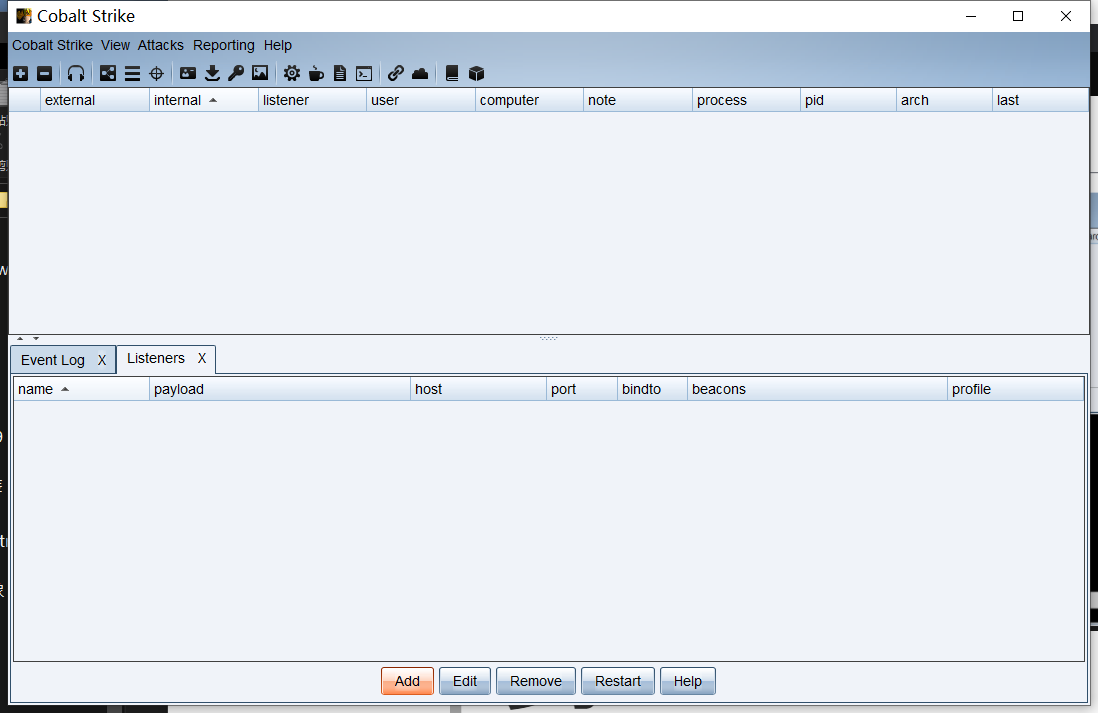 Cobalt Strike
Cobalt Strike View Attacks Reporting Help
external internal listener user computer note process pid arch last
Event Log X Listeners X
name payload host port bindto beacons profile
Add Edit Remove Restart Help